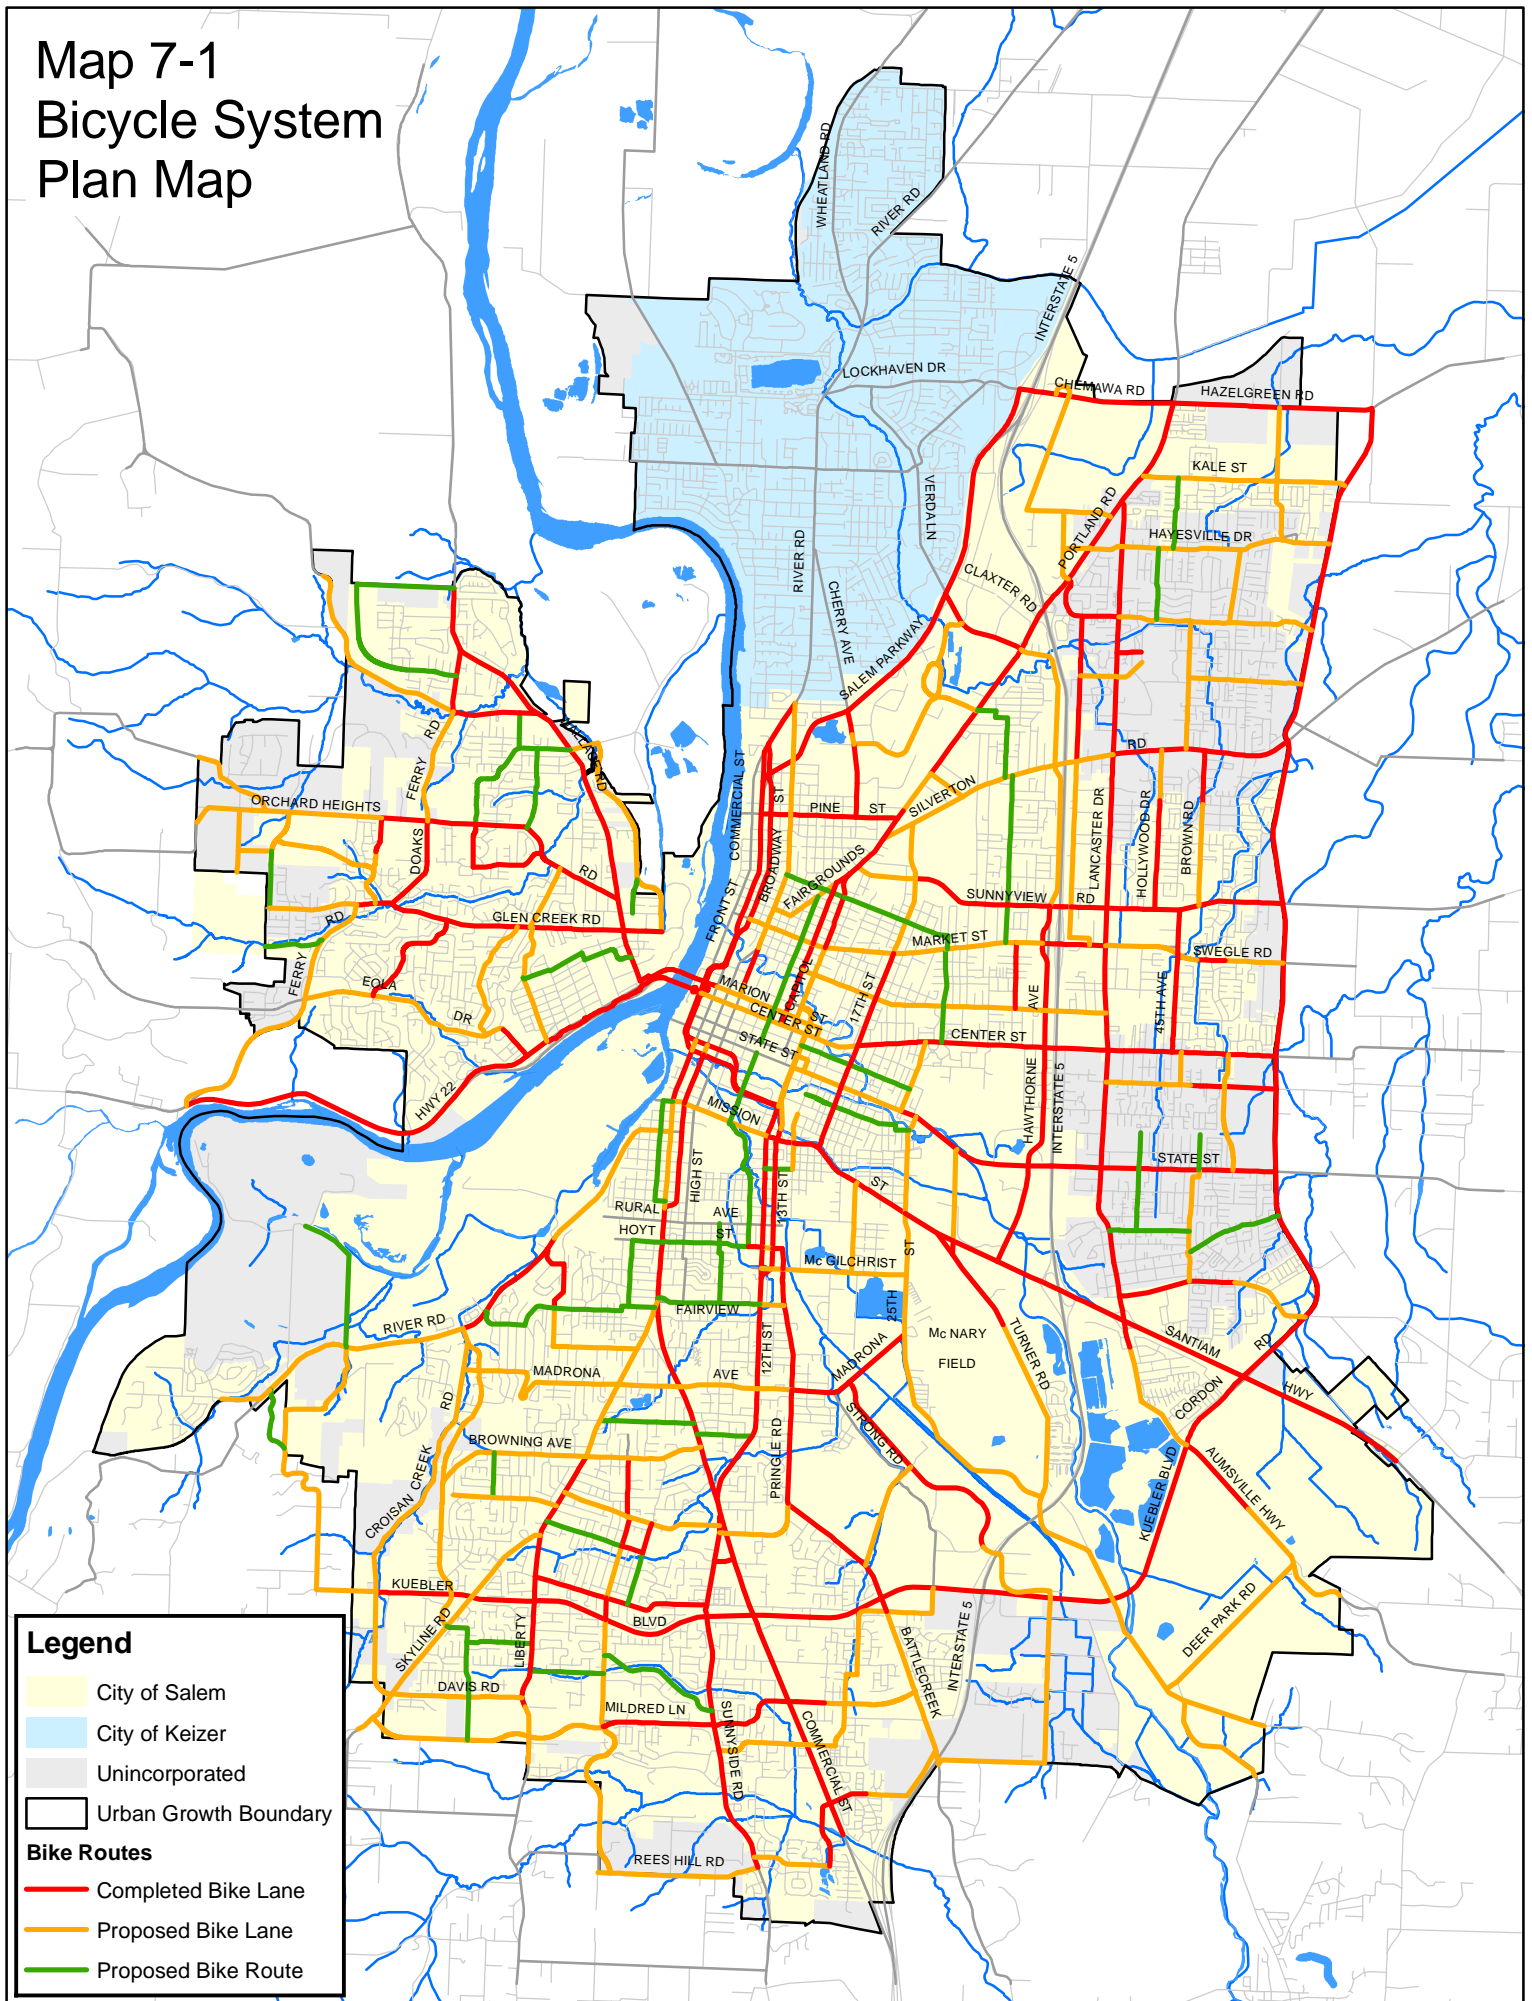 Map 7-1
Bicycle System
Plan Map
WHEATLAND RD
RIVER RD
INTERSTATE 5
LOCKHAVEN DR
CHEMAWA RD
HAZELGREEN RD
KALE ST
VERDA LN
PORTLAND RD
HAYESVILLE DR
RIVER RD
CHERRY AVE
CLAXTER RD
SALEM PARKWAY
WALLACE RD
FERRY
RD
COMMERCIAL ST
RD
ORCHARD HEIGHTS
PINE
ST
SILVERTON
ST
BROADWAY
LANCASTER DR
HOLLYWOOD DR
BROWN RD
DOAKS
RD
FAIRGROUNDS
SUNNYVIEW
RD
GLEN CREEK RD
RD
FRONT ST
MARKET ST
SWEGLE RD
FERRY
EOLA
DR
MARION
CAPITOL
ST
CENTER ST
17TH ST
AVE
45TH AVE
CENTER ST
STATE ST
HWY 22
MISSION
HAWTHORNE
INTERSTATE 5
STATE ST
HIGH ST
13TH ST
ST
RURAL
AVE
HOYT
ST
ST
Mc GILCHRIST
25TH
FAIRVIEW
RIVER RD
12TH ST
Mc NARY
FIELD
TURNER RD
SANTIAM
RD
HWY
MADRONA
AVE
MADRONA
CORDON
RD
STRONG RD
BROWNING AVE
PRINGLE RD
CROISAN CREEK
KUEBLER BLVD
AUMSVILLE HWY
KUEBLER
BLVD
SKYLINE RD
LIBERTY
DEER PARK RD
BATTLECREEK
INTERSTATE 5
DAVIS RD
MILDRED LN
SUNNYSIDE RD
COMMERCIAL ST
REES HILL RD
Legend
City of Salem
City of Keizer
Unincorporated
Urban Growth Boundary
Bike Routes
Completed Bike Lane
Proposed Bike Lane
Proposed Bike Route